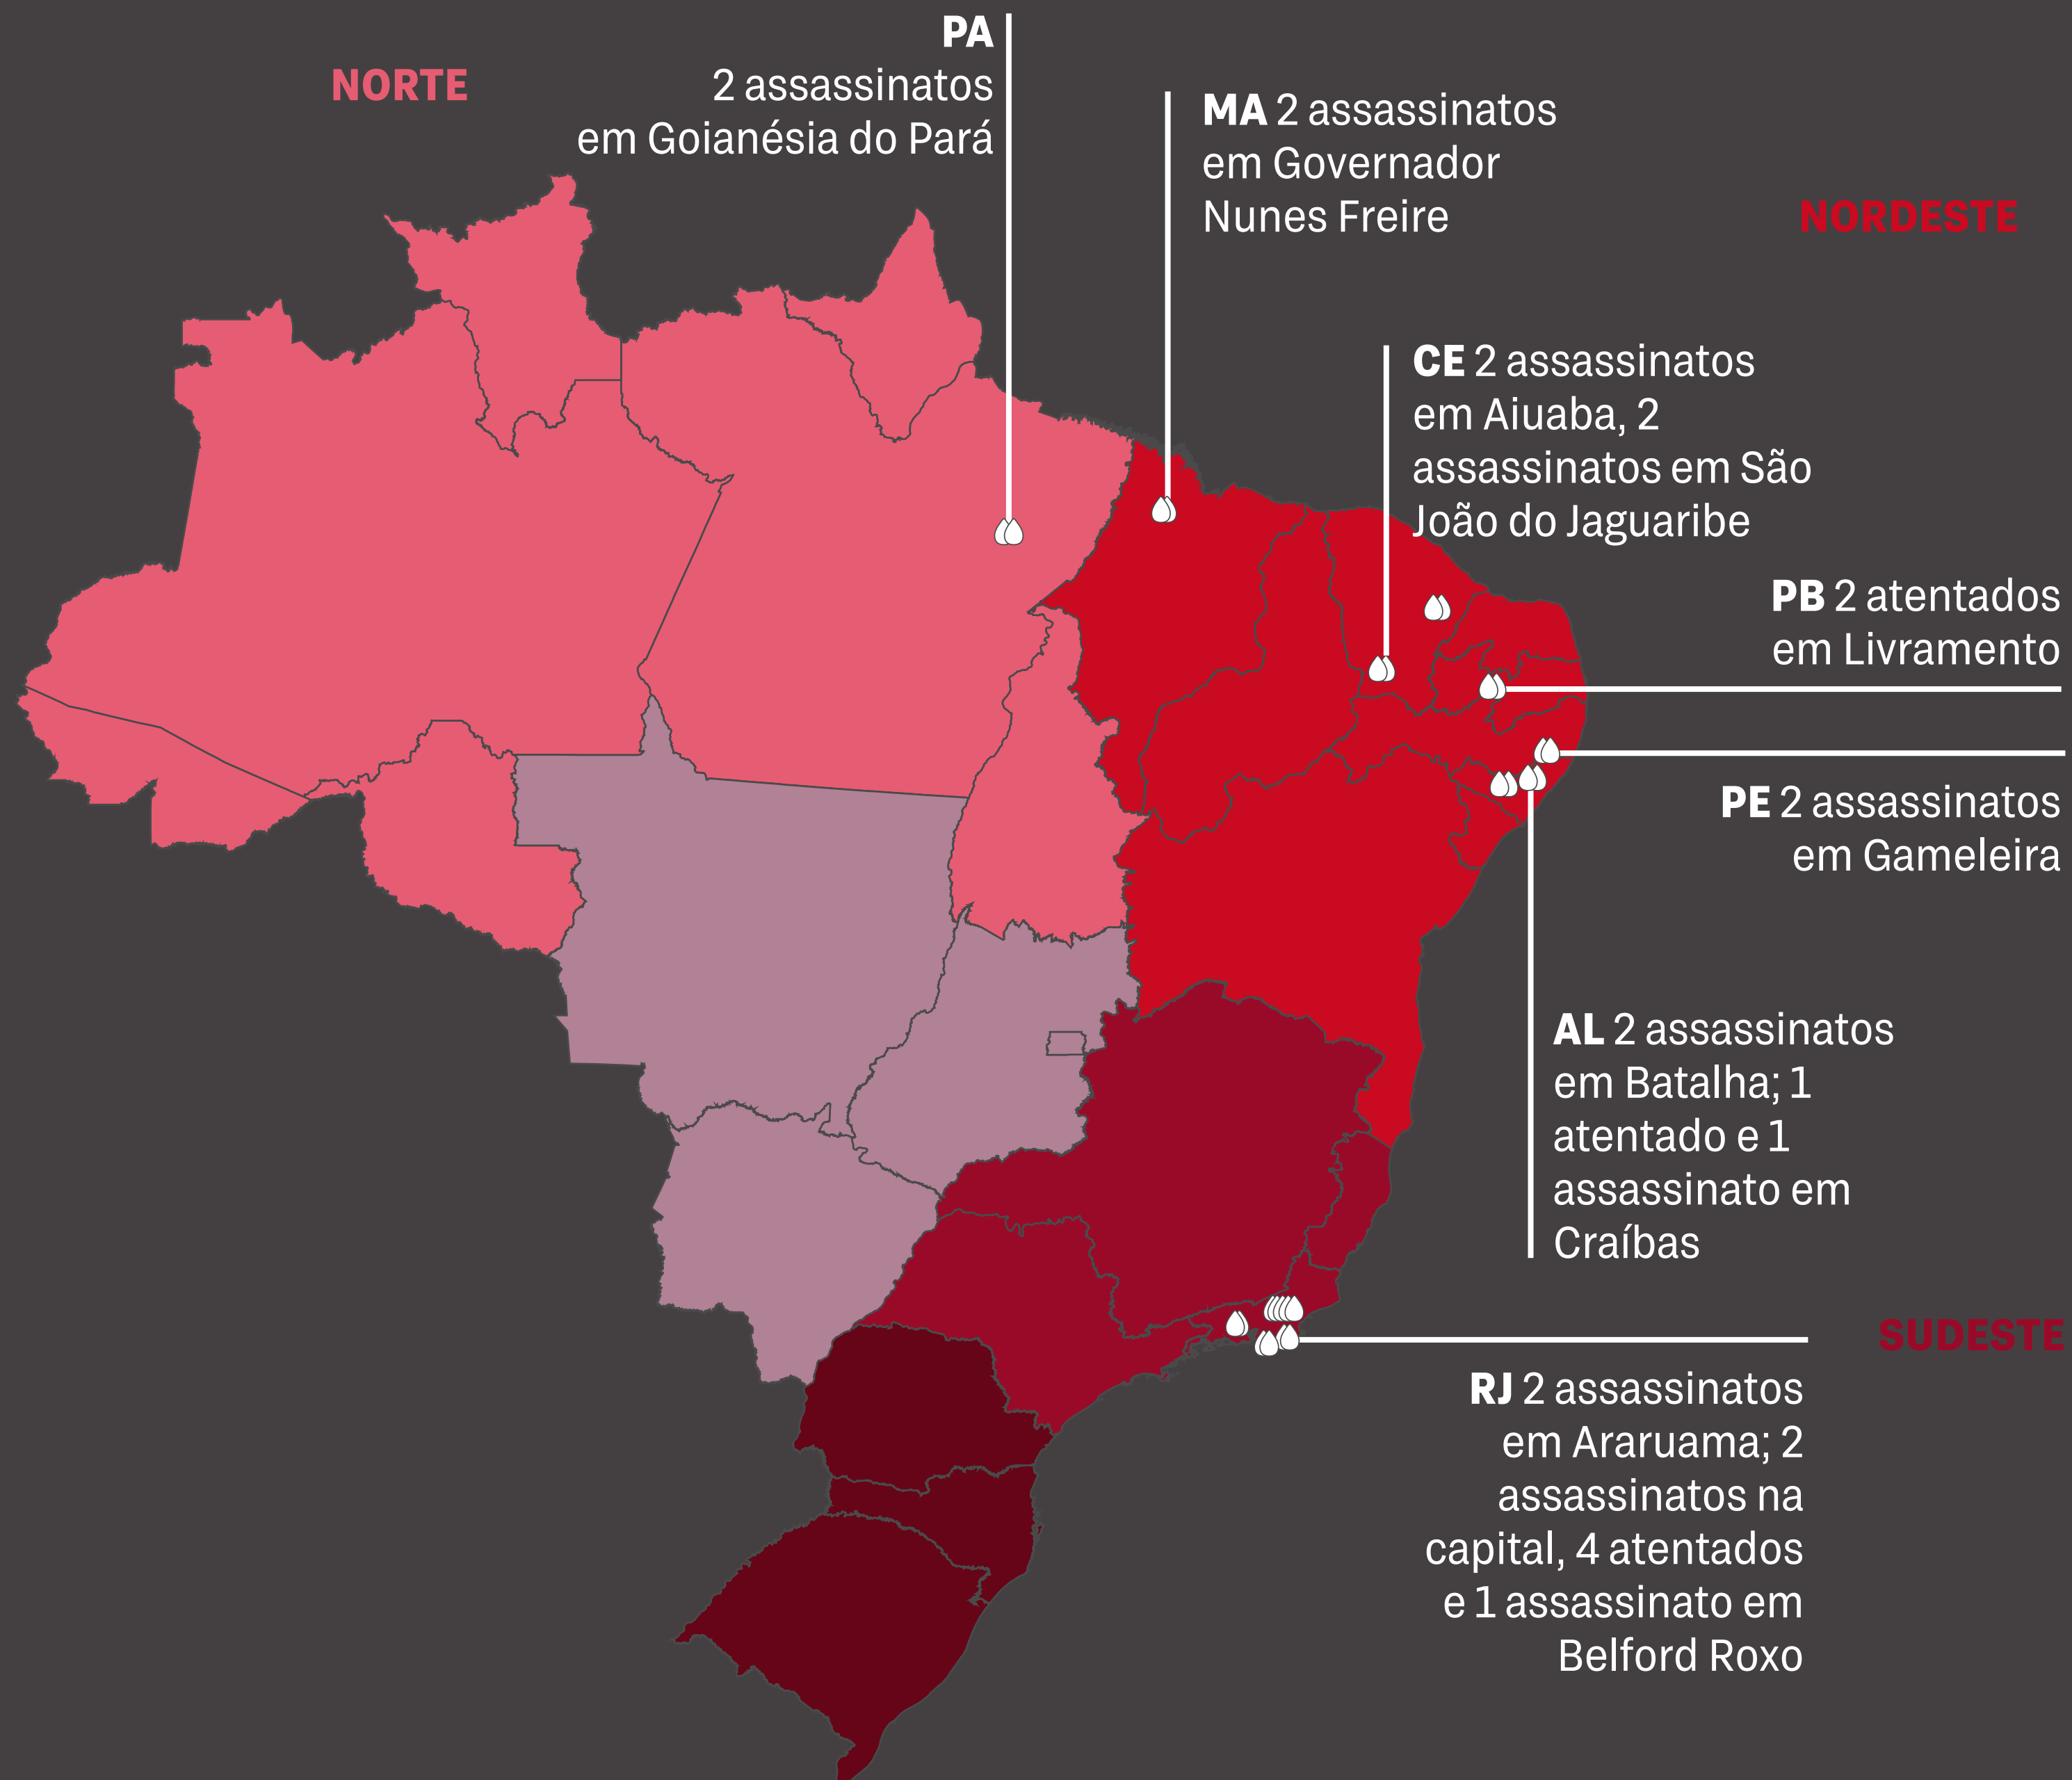 NORTE
PA
2 assassinatos
em Goianésia do Pará
MA 2 assassinatos
em Governador
Nunes Freire
NORDESTE
CE 2 assassinatos
em Aiuaba, 2
assassinatos em São
João do Jaguaribe
PB 2 atentados
em Livramento
PE 2 assassinatos
em Gameleira
AL 2 assassinatos
em Batalha; 1
atentado e 1
assassinato em
Craíbas
SUDESTE
RJ 2 assassinatos
em Araruama; 2
assassinatos na
capital, 4 atentados
e 1 assassinato em
Belford Roxo